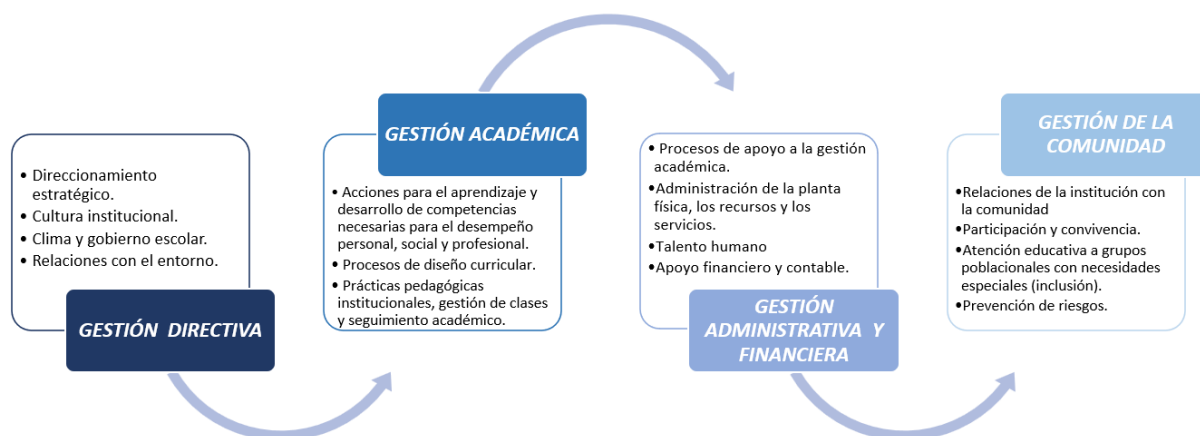 • Direccionamiento
estratégico.
• Cultura institucional.
• Clima y gobierno escolar.
• Relaciones con el entorno.
GESTIÓN DIRECTIVA
GESTIÓN ACADÉMICA
• Acciones para el aprendizaje y
desarrollo de competencias
necesarias para el desempeño
personal, social y profesional.
• Procesos de diseño curricular.
• Prácticas pedagógicas
institucionales, gestión de clases
y seguimiento académico.
• Procesos de apoyo a la gestión
académica.
•Administración de la planta
física, los recursos y los
servicios.
•Talento humano
•Apoyo financiero y contable.
GESTIÓN
ADMINISTRATIVA Y
FINANCIERA
GESTIÓN DE LA
COMUNIDAD
•Relaciones de la institución con
la comunidad
•Participación y convivencia.
•Atención educativa a grupos
poblacionales con necesidades
especiales (inclusión).
•Prevención de riesgos.